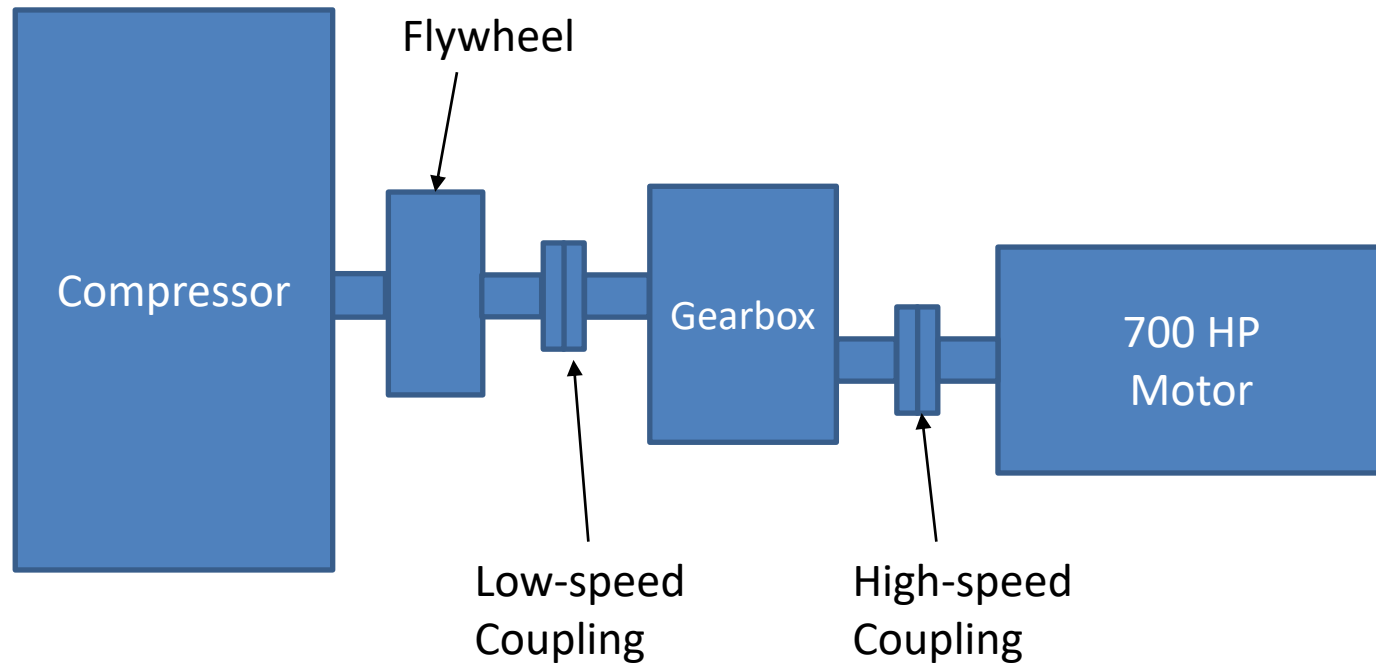 Flywheel
Compressor
Gearbox
700 HP
Motor
Low-speed
Coupling
High-speed
Coupling